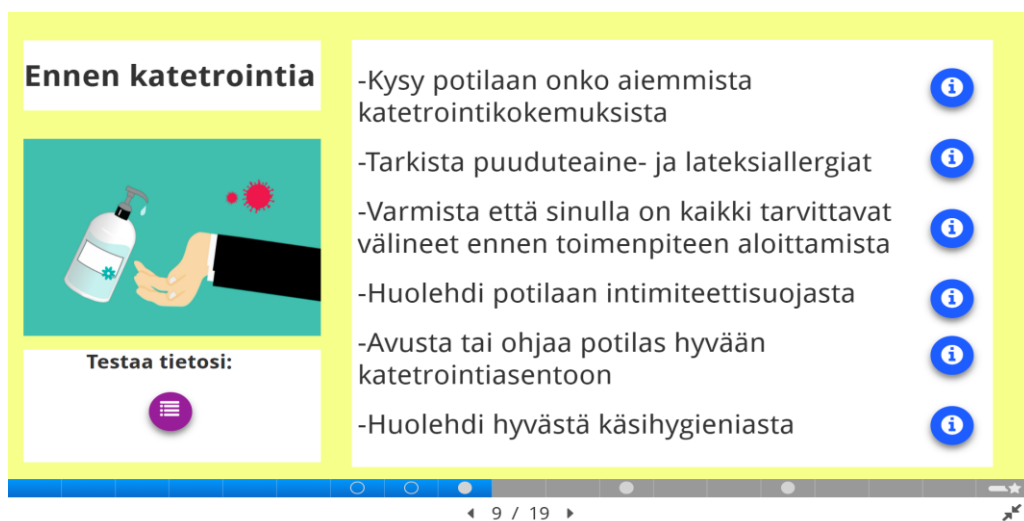 Ennen katetrointia
-Kysy potilaan onko aiemmista
katetrointikokemuksista
-Tarkista puuduteaine- ja lateksiallergiat
-Varmista että sinulla on kaikki tarvittavat
välineet ennen toimenpiteen aloittamista
-Huolehdi potilaan intimiteettisuojasta
-Avusta tai ohjaa potilas hyvään
katetrointiasentoon
-Huolehdi hyvästä käsihygieniasta
Testaa tietosi:
9 / 19